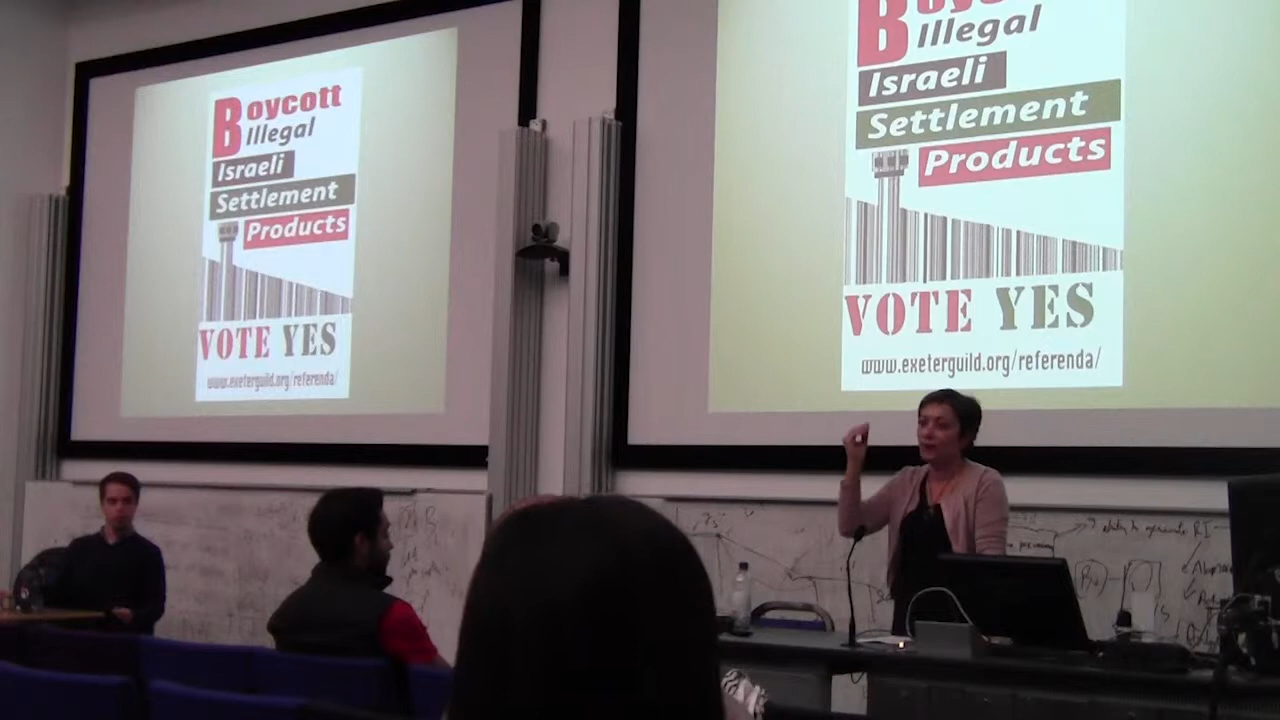 Boycott
Illegal
Israeli
Settlement
Products
VOTE YES
www.exeterguild.org/referenda/
Boycott
Illegal
Israeli
Settlement
Products
VOTE YES
www.exeterguild.org/referenda/